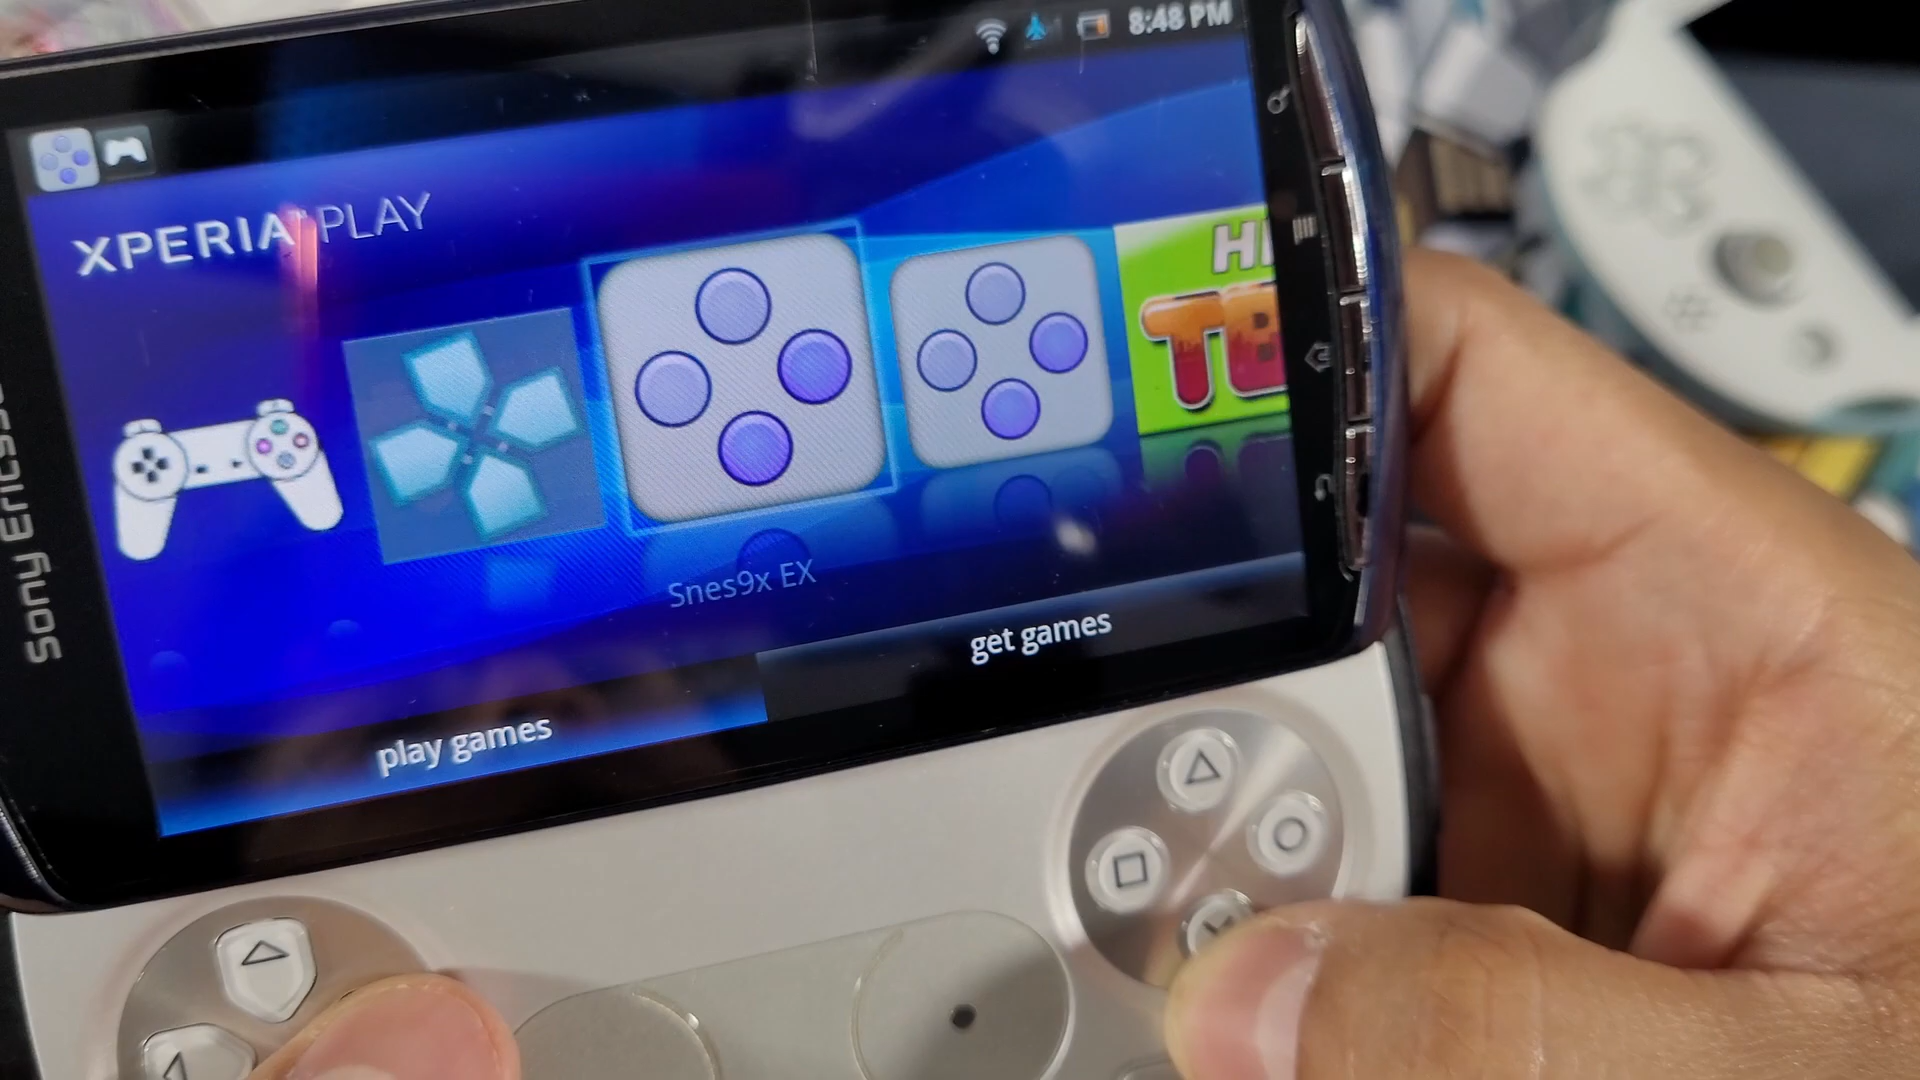 8:48 PM
XPERIA PLAY
Snes9x EX
get games
play games
Sony Ericsson